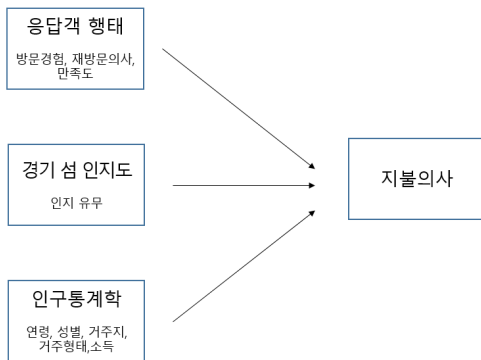 응답객 행태
방문경험, 재방문의사,
만족도
경기 섬 인지도
인지 유무
지불의사
인구통계학
연령, 성별, 거주지,
거주형태,소득